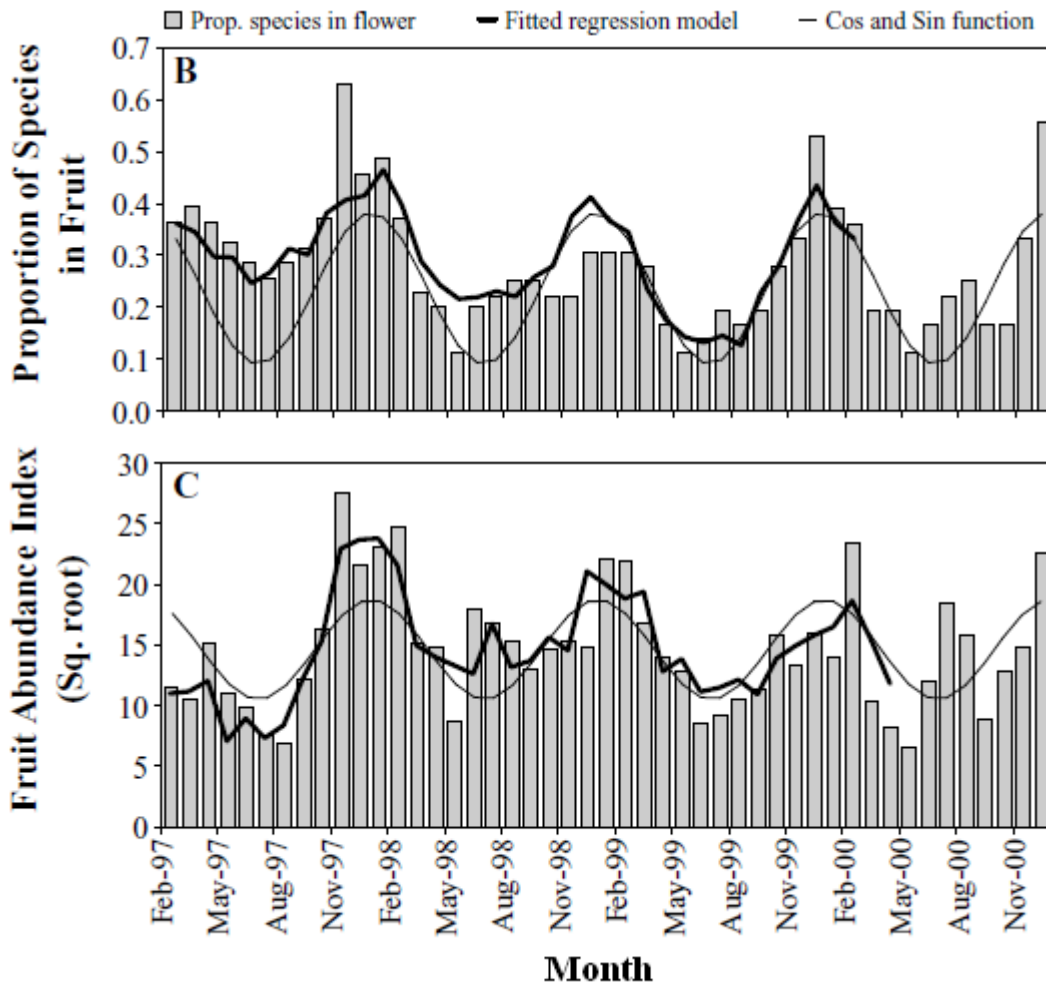 Prop. species in flower Fitted regression model Cos and Sin function
Proportion of Species
in Fruit
B
0.7
0.6
0.5
0.4
0.3
0.2
0.1
0.0
Fruit Abundance Index
(Sq. root)
C
30
25
20
15
10
5
0
Feb-97 May-97 Aug-97 Nov-97 Feb-98 May-98 Aug-98 Nov-98 Feb-99 May-99 Aug-99 Nov-99 Feb-00 May-00 Aug-00 Nov-00
Month